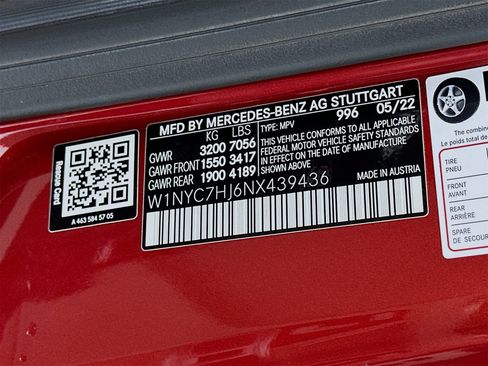 MFD BY MERCEDES-BENZ AG STUTTGART
KG LBS 996 05/22
GVWR 3200 7056
GAWR FRONT 1550 3417
GAWR REAR 1900 4189
TYPE: MPV
THIS VEHICLE CONFORMS TO ALL APPLICABLE
FEDERAL MOTOR VEHICLE SAFETY STANDARDS
IN EFFECT ON THE DATE OF MANUFACTURE
SHOWN ABOVE.
W1NYC7HJ6NX439436
MADE IN AUSTRIA
Rescue Card
A 463 584 57 05
The combined
Le poids total de
TIRE
PNEU
FRONT
AVANT
REAR
ARRIÈRE
SPARE
DE SECOURS